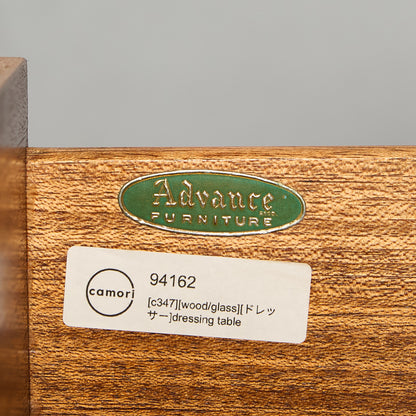 Advance
FURNITURE
camori
94162
[c347][wood/glass][ドレッ
サー]dressing table